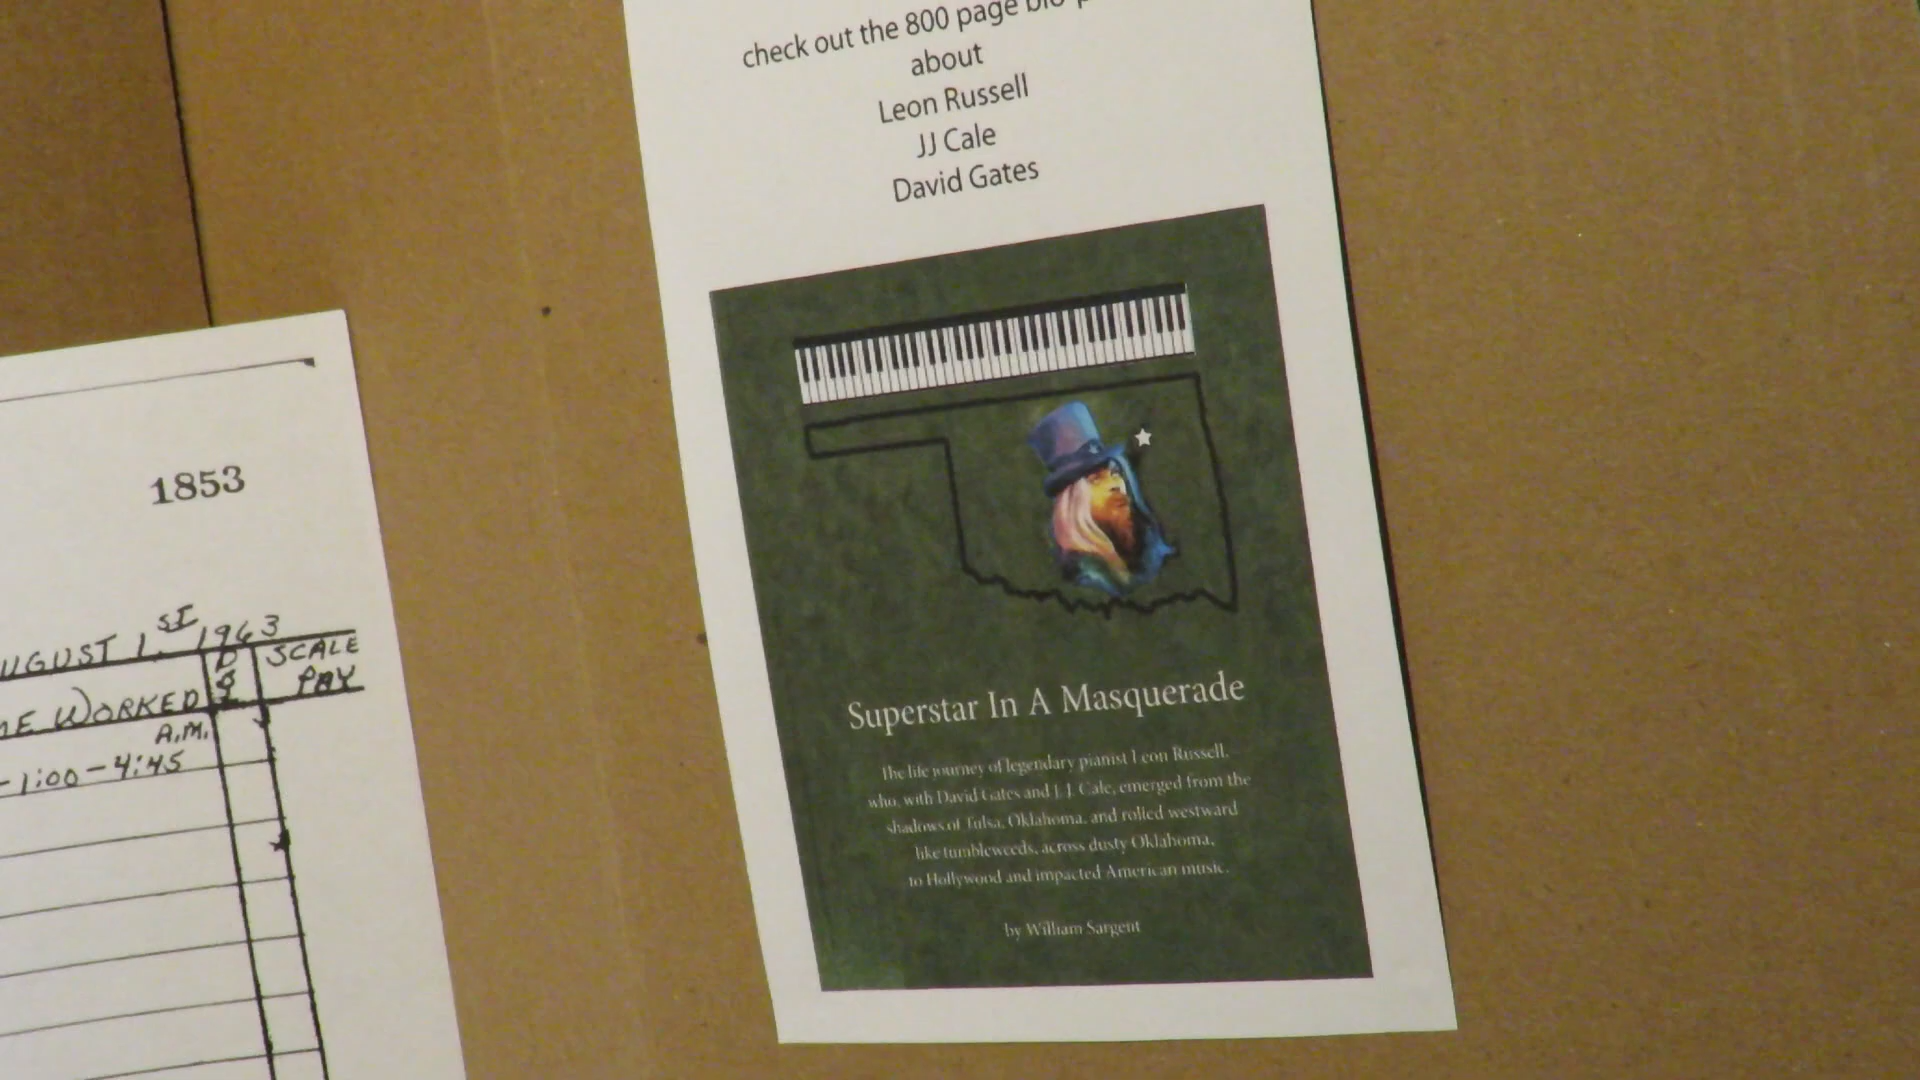 check out the 800 page bio
about
Leon Russell
JJ Cale
David Gates
Superstar In A Masquerade
The life journey of legendary pianist Leon Russell,
who, with David Gates and J. J. Cale, emerged from the
shadows of Tulsa, Oklahoma, and rolled westward
like tumbleweeds, across dusty Oklahoma,
to Hollywood and impacted American music.
by William Sargent
1853
UGUST 1.ST 1963
SCALE
PAY
WORKED
A.M.
-1:00-4:45